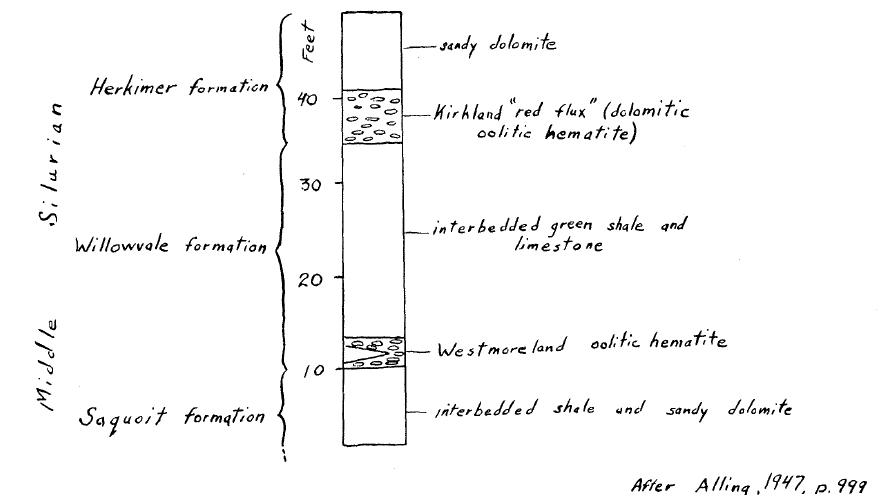 Feet
sandy dolomite
Herkimer formation
40
Kirkland "red flux" (dolomitic
oolitic hematite)
30
Silurian
Willowvale formation
interbedded green shale and
limestone
20
Westmoreland oolitic hematite
10
Middle
Saquoit formation
interbedded shale and sandy dolomite
After Alling, 1947, p. 999